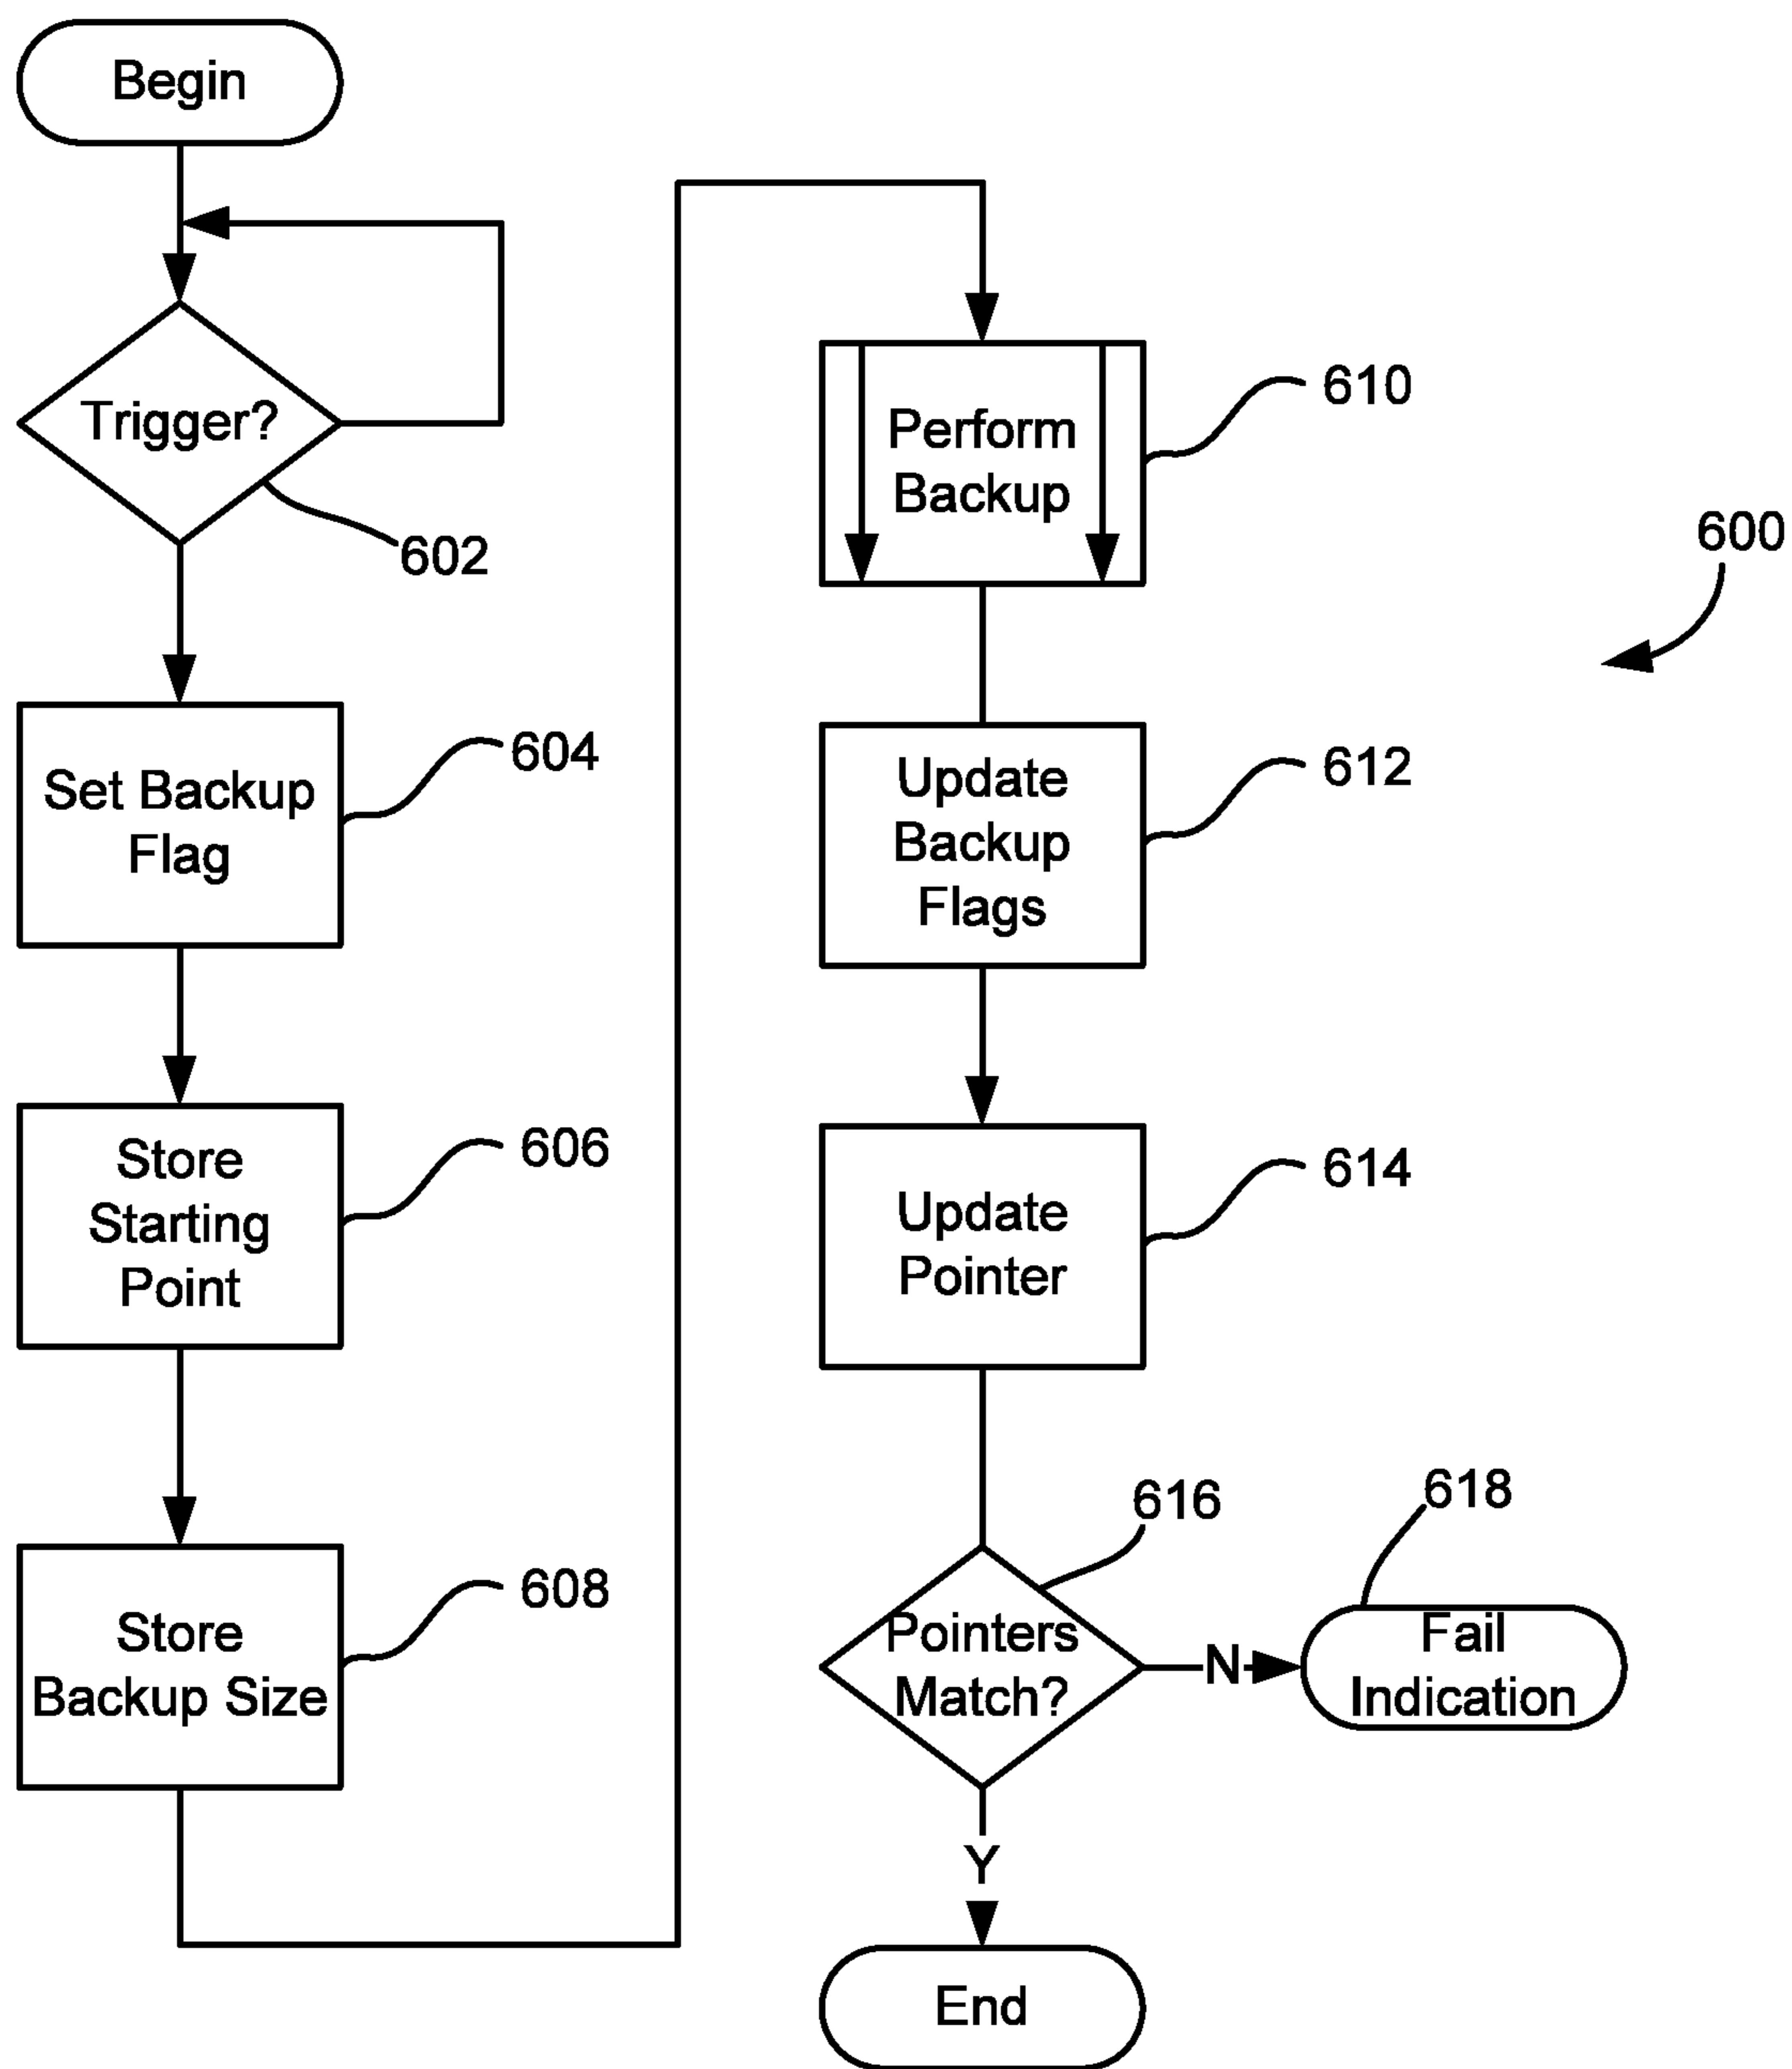 Begin
Trigger?
602
Set Backup
Flag
604
Store
Starting
Point
606
Store
Backup Size
608
Perform
Backup
610
600
Update
Backup
Flags
612
Update
Pointer
614
Pointers
Match?
616
N
Fail
Indication
618
Y
End